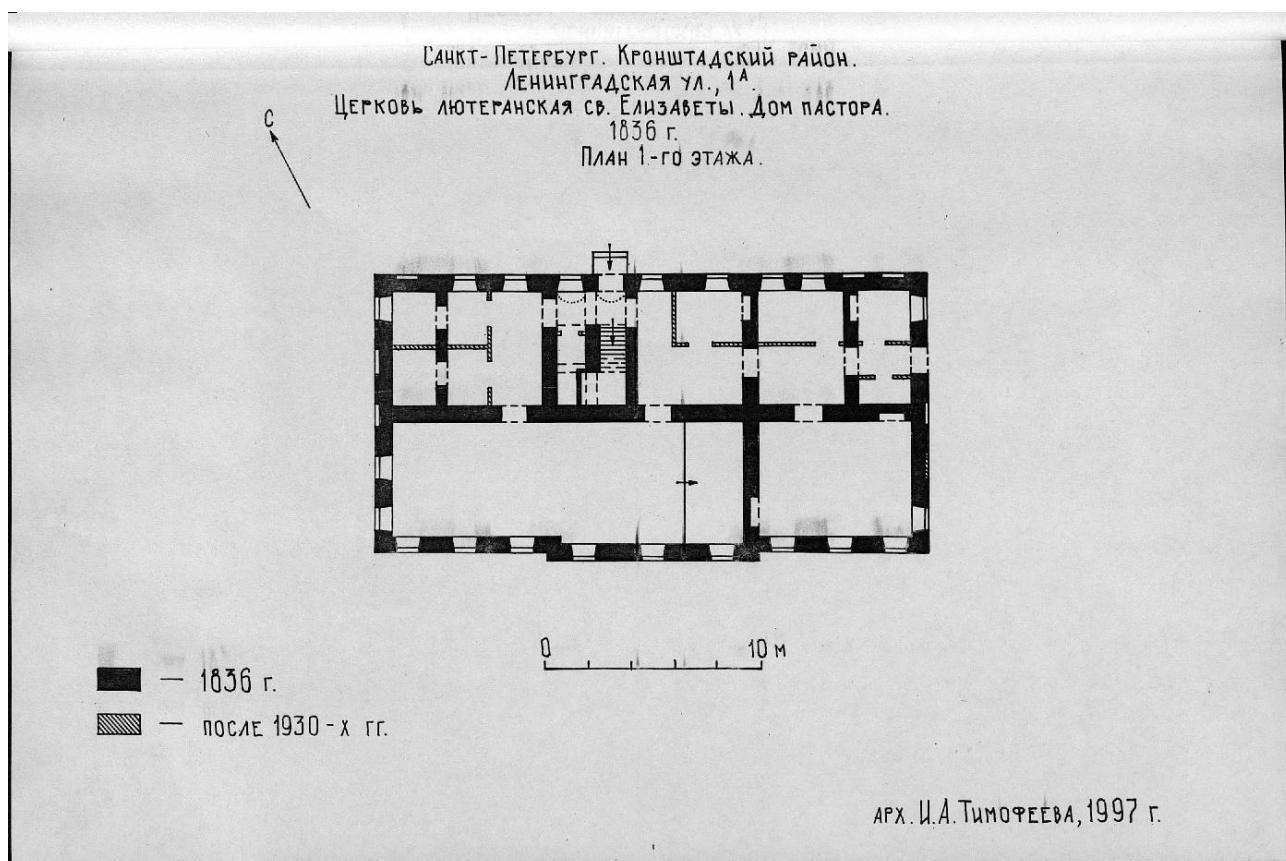 Санкт-Петербург. Кронштадский район.
Ленинградская ул., 1А.
Церковь лютеранская св. Елизаветы. Дом пастора.
1836 г.
План 1-го этажа.
С
0 10 м
— 1836 г.
— после 1930-х гг.
арх. И.А.Тимофеева, 1997 г.